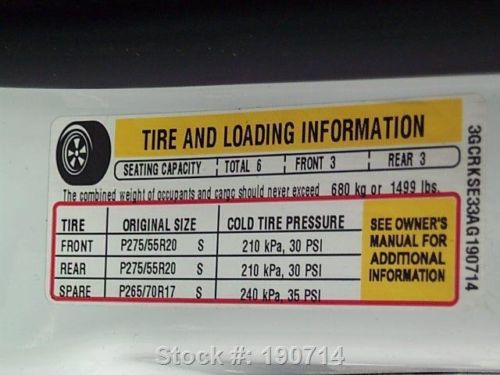 TIRE AND LOADING INFORMATION
SEATING CAPACITY TOTAL 6 FRONT 3 REAR 3
The combined weight of occupants and cargo should never exceed 680 kg or 1499 lbs.
TIRE ORIGINAL SIZE COLD TIRE PRESSURE
FRONT P275/55R20 S 210 kPa, 30 PSI
REAR P275/55R20 S 210 kPa, 30 PSI
SPARE P265/70R17 S 240 kPa, 35 PSI
SEE OWNER'S
MANUAL FOR
ADDITIONAL
INFORMATION
3GCRKSE33AG190714
Stock #: 190714